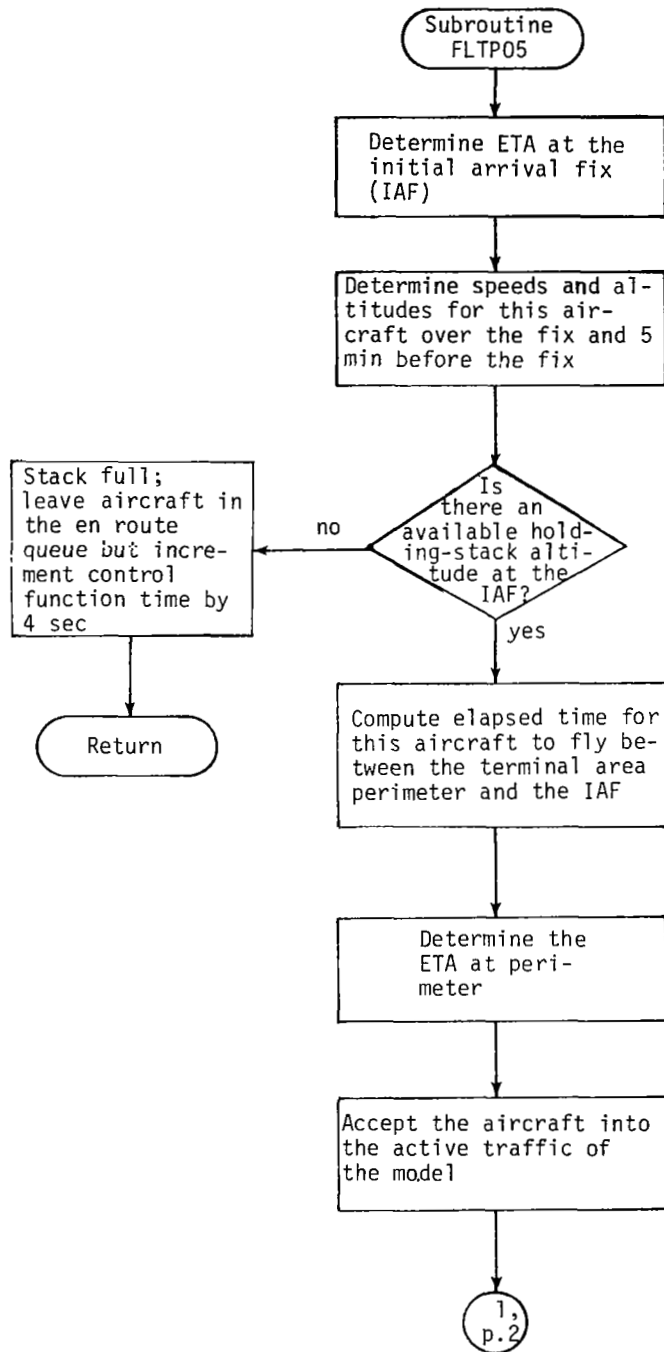 Subroutine
FLTP05
Determine ETA at the
initial arrival fix
(IAF)
Determine speeds and al-
titudes for this air-
craft over the fix and 5
min before the fix
Is
there an
available hold-
ing-stack alti-
tude at the
IAF?
no
yes
Stack full;
leave aircraft in
the en route
queue but incre-
ment control
function time by
4 sec
Return
Compute elapsed time for
this aircraft to fly be-
tween the terminal area
perimeter and the IAF
Determine the
ETA at peri-
meter
Accept the aircraft into
the active traffic of
the model
1,
p.2